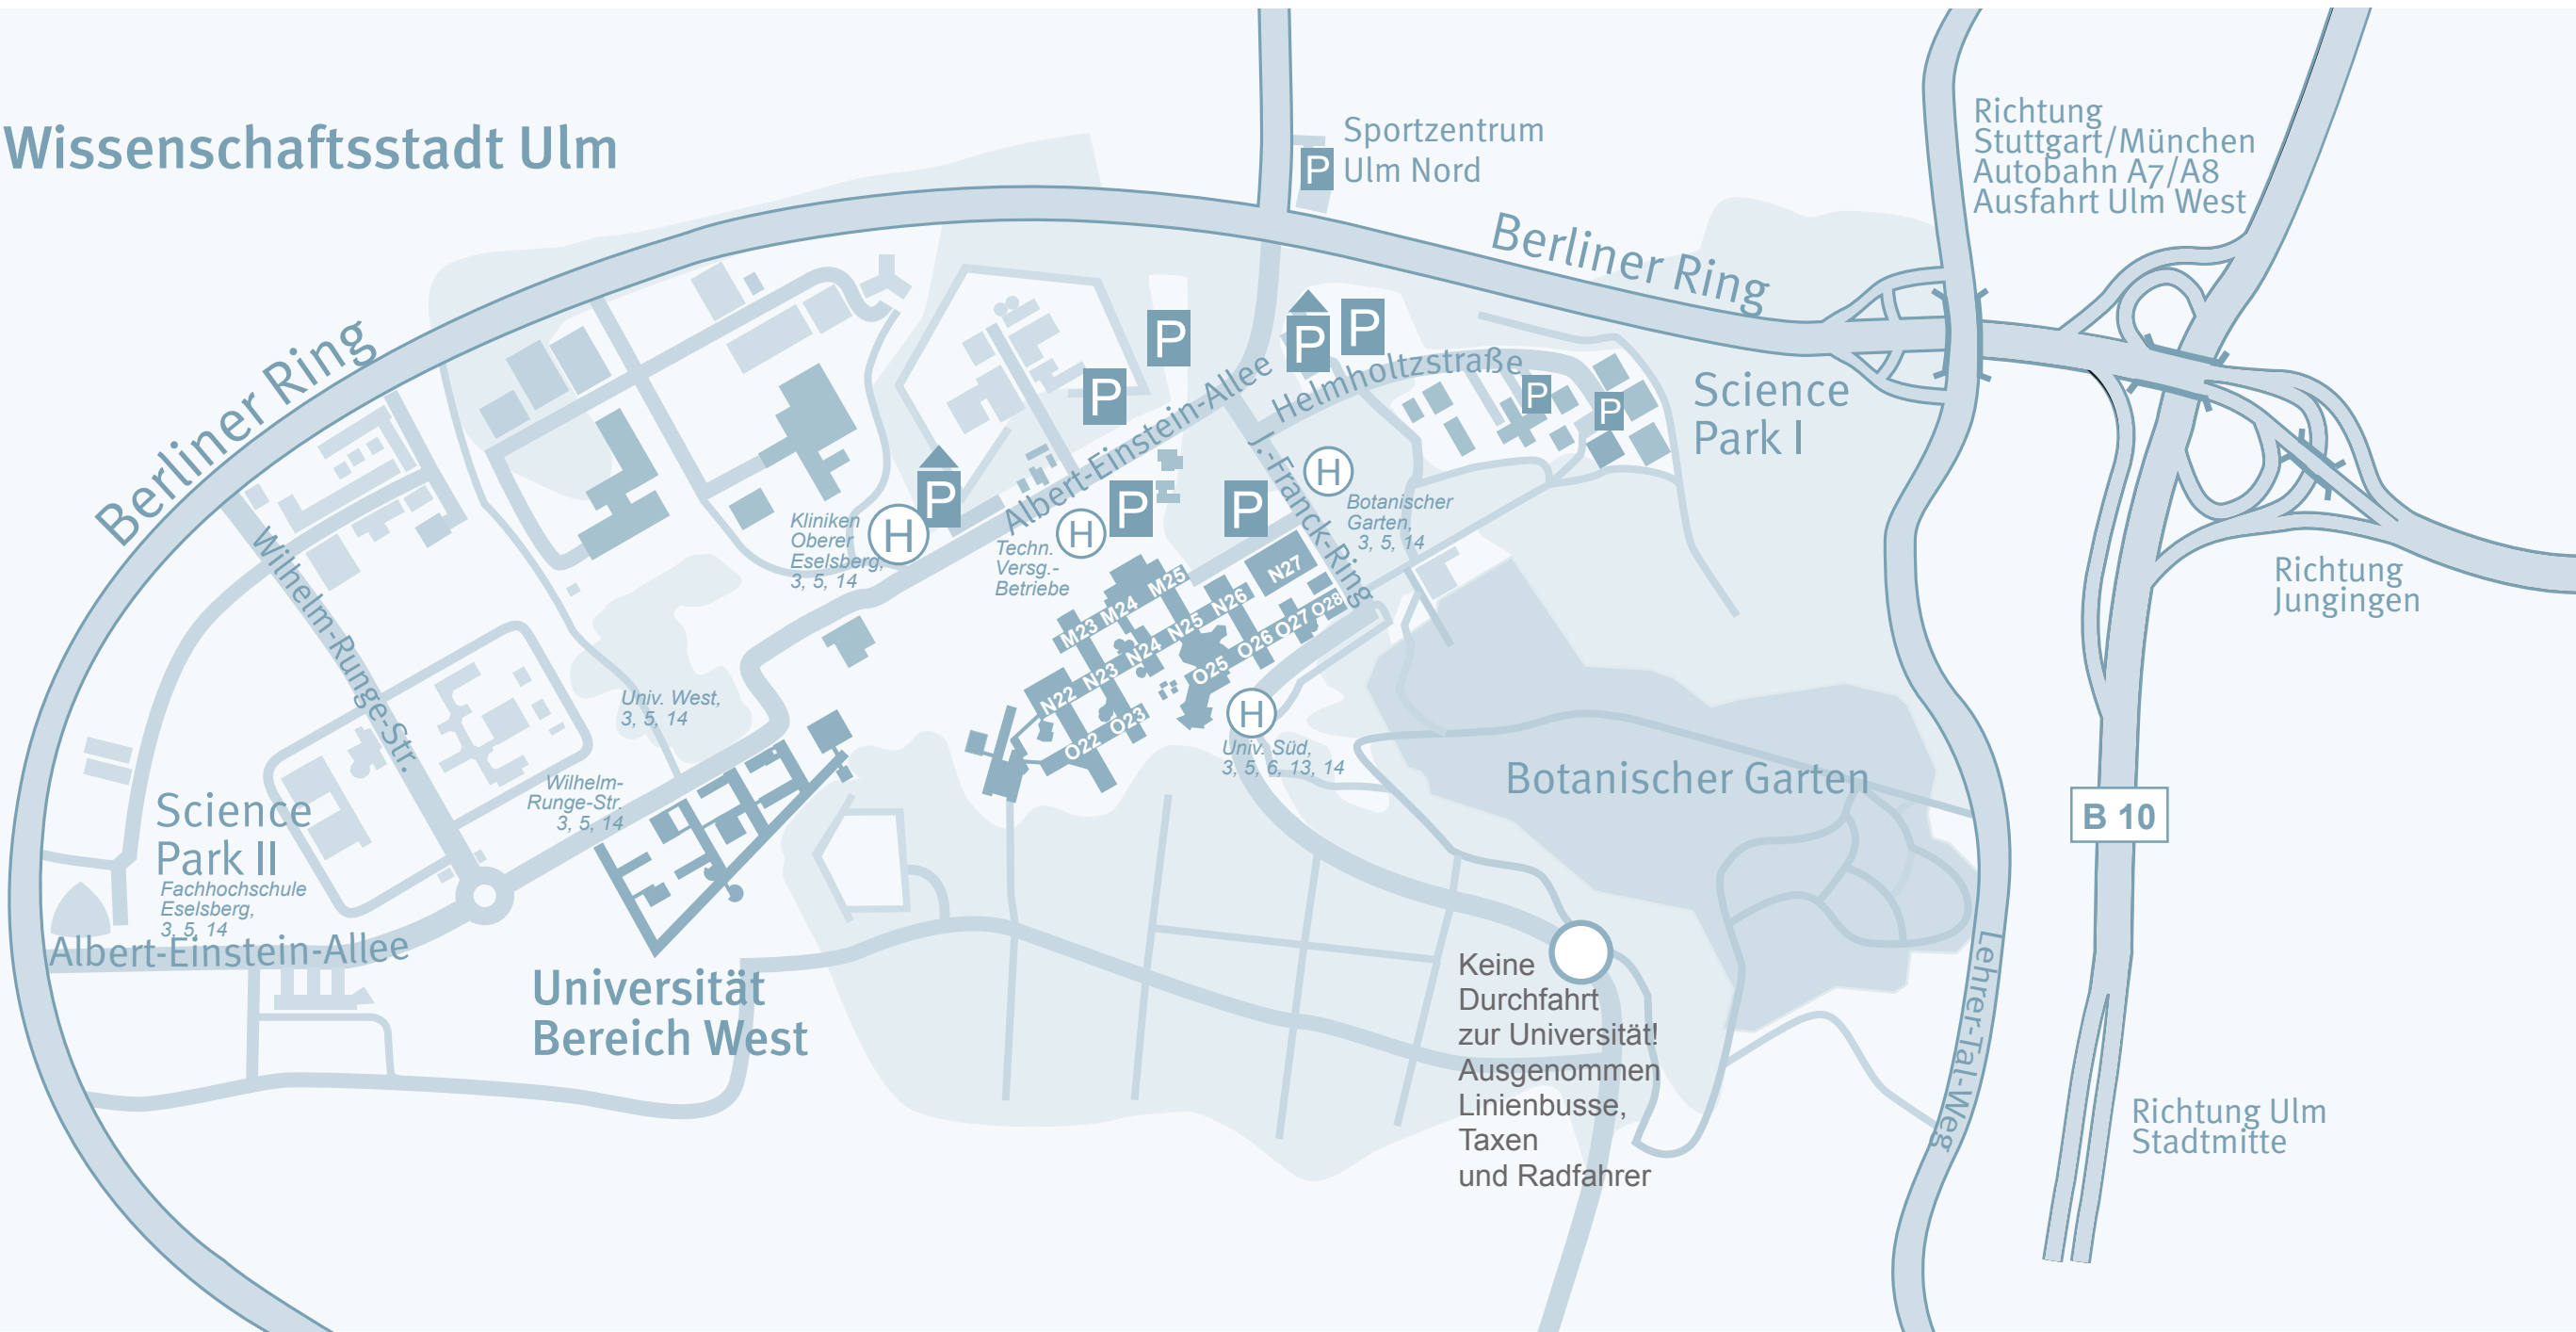 Wissenschaftsstadt Ulm
Sportzentrum
P Ulm Nord
Richtung
Stuttgart/München
Autobahn A7/A8
Ausfahrt Ulm West
Berliner Ring
Berliner Ring
P
P
P
P
Helmholtzstraße
P
P
Science
Park I
Albert-Einstein-Allee
J.-Franck-Ring
H
Botanischer
Garten,
3, 5, 14
P
H
Kliniken
Oberer
Eselsberg,
3, 5, 14
H
Techn.
Versg.-
Betriebe
P
P
Richtung
Jungingen
Wilhelm-Runge-Str.
M23 M24 M25
N22 N23 N24 N25 N26 N27
O22 O23 O25 O26 O27 O28
Univ. West,
3, 5, 14
H
Univ. Süd,
3, 5, 6, 13, 14
Wilhelm-
Runge-Str.
3, 5, 14
Botanischer Garten
B 10
Science
Park II
Fachhochschule
Eselsberg,
3, 5, 14
Albert-Einstein-Allee
Universität
Bereich West
Keine
Durchfahrt
zur Universität!
Ausgenommen
Linienbusse,
Taxen
und Radfahrer
Lehrer-Tal-Weg
Richtung Ulm
Stadtmitte